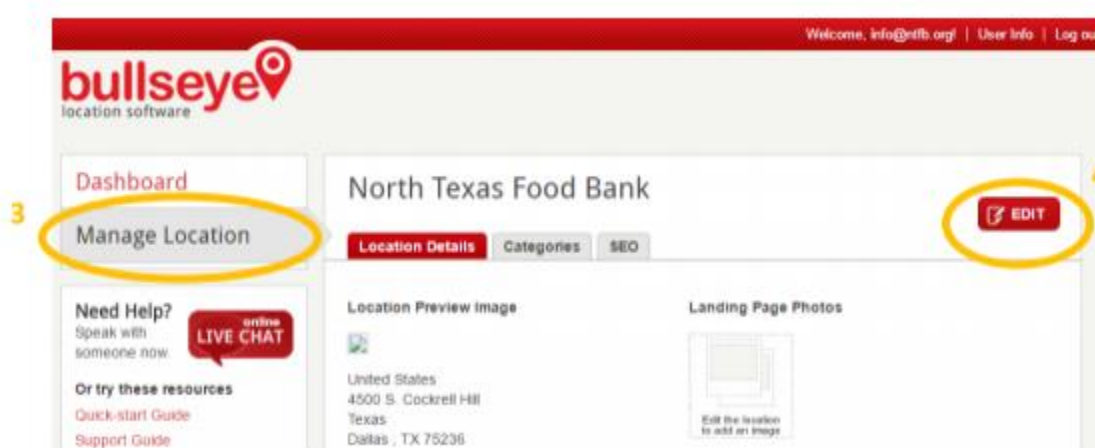 Welcome, info@ntfb.org! | User Info | Log ou
bullseye
location software
Dashboard
3
Manage Location
North Texas Food Bank
EDIT
Location Details Categories SEO
Need Help?
Speak with
someone now.
online
LIVE CHAT
Or try these resources
Quick-start Guide
Support Guide
Location Preview Image
United States
4500 S. Cockrell Hill
Texas
Dallas , TX 75236
Landing Page Photos
Edit the location
to add an image